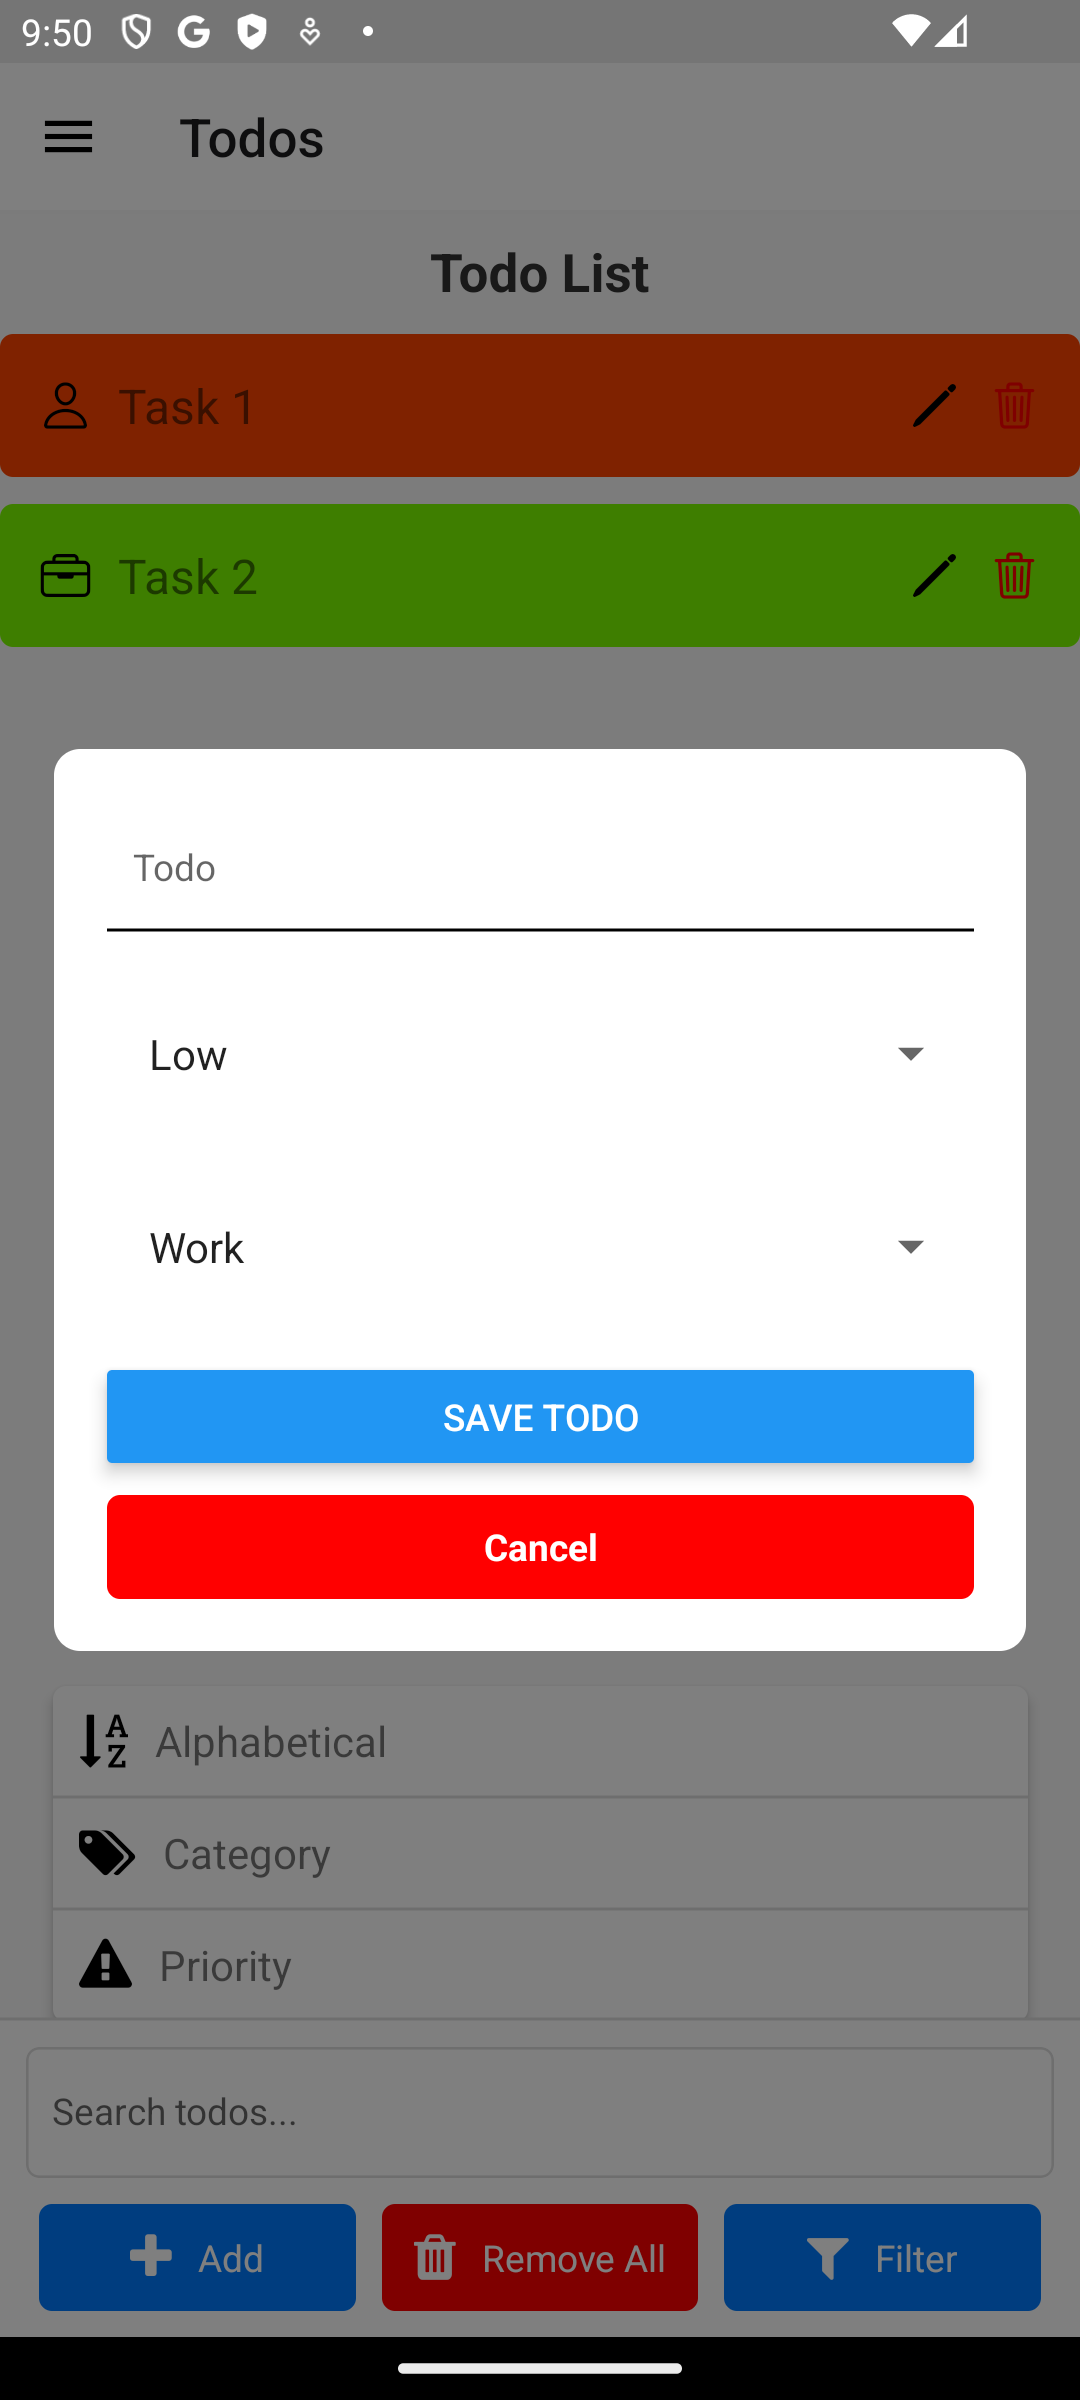 9:50
Todos
Todo List
Task 1
Task 2
Todo
Low
Work
SAVE TODO
Cancel
Alphabetical
Category
Priority
Search todos...
Add
Remove All
Filter